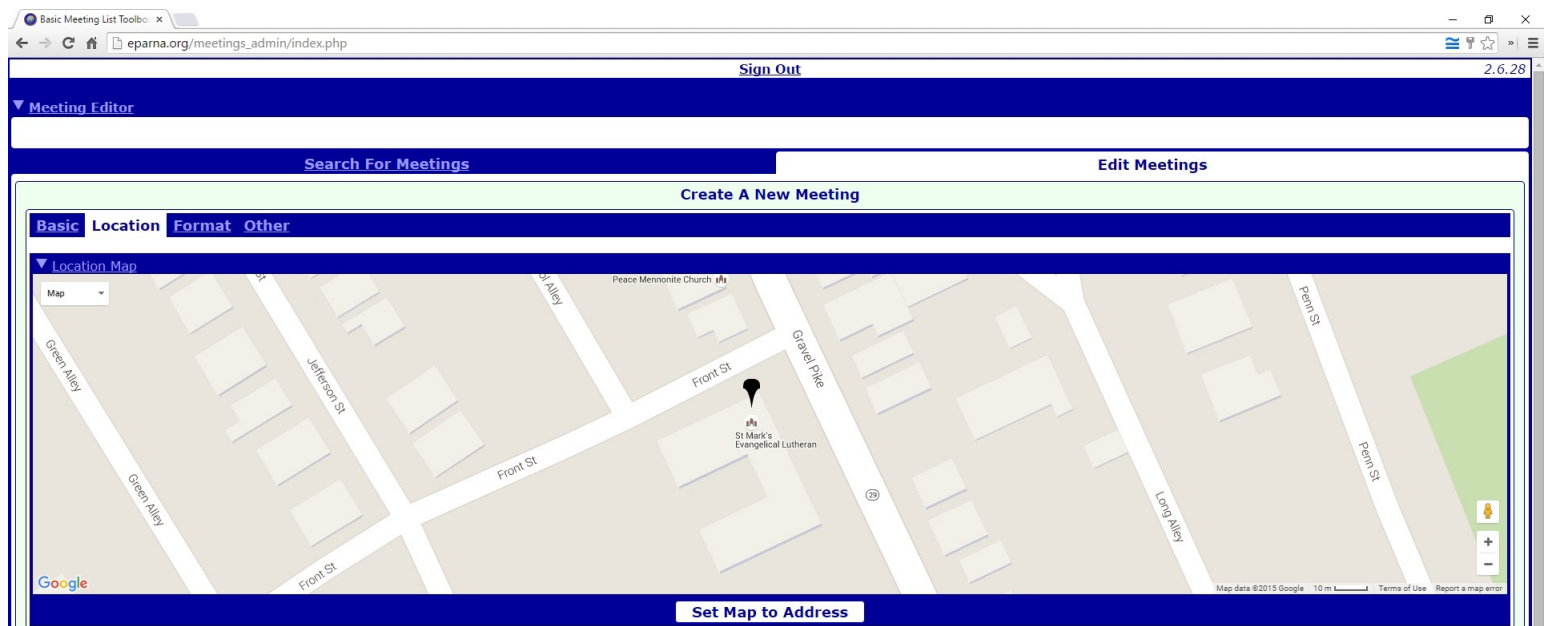 Basic Meeting List Toolbo
eparna.org/meetings_admin/index.php
Sign Out
2.6.28
Meeting Editor
Search For Meetings
Edit Meetings
Create A New Meeting
Basic Location Format Other
Location Map
Map
Peace Mennonite Church
St
ol Alley
Penn St
Green Alley
Jefferson St
Gravel Pike
Front St
St Mark's
Evangelical Lutheran
Front St
Penn St
Green Alley
29
Long Alley
Front St
Google
Map data ©2015 Google 10 m Terms of Use Report a map error
Set Map to Address